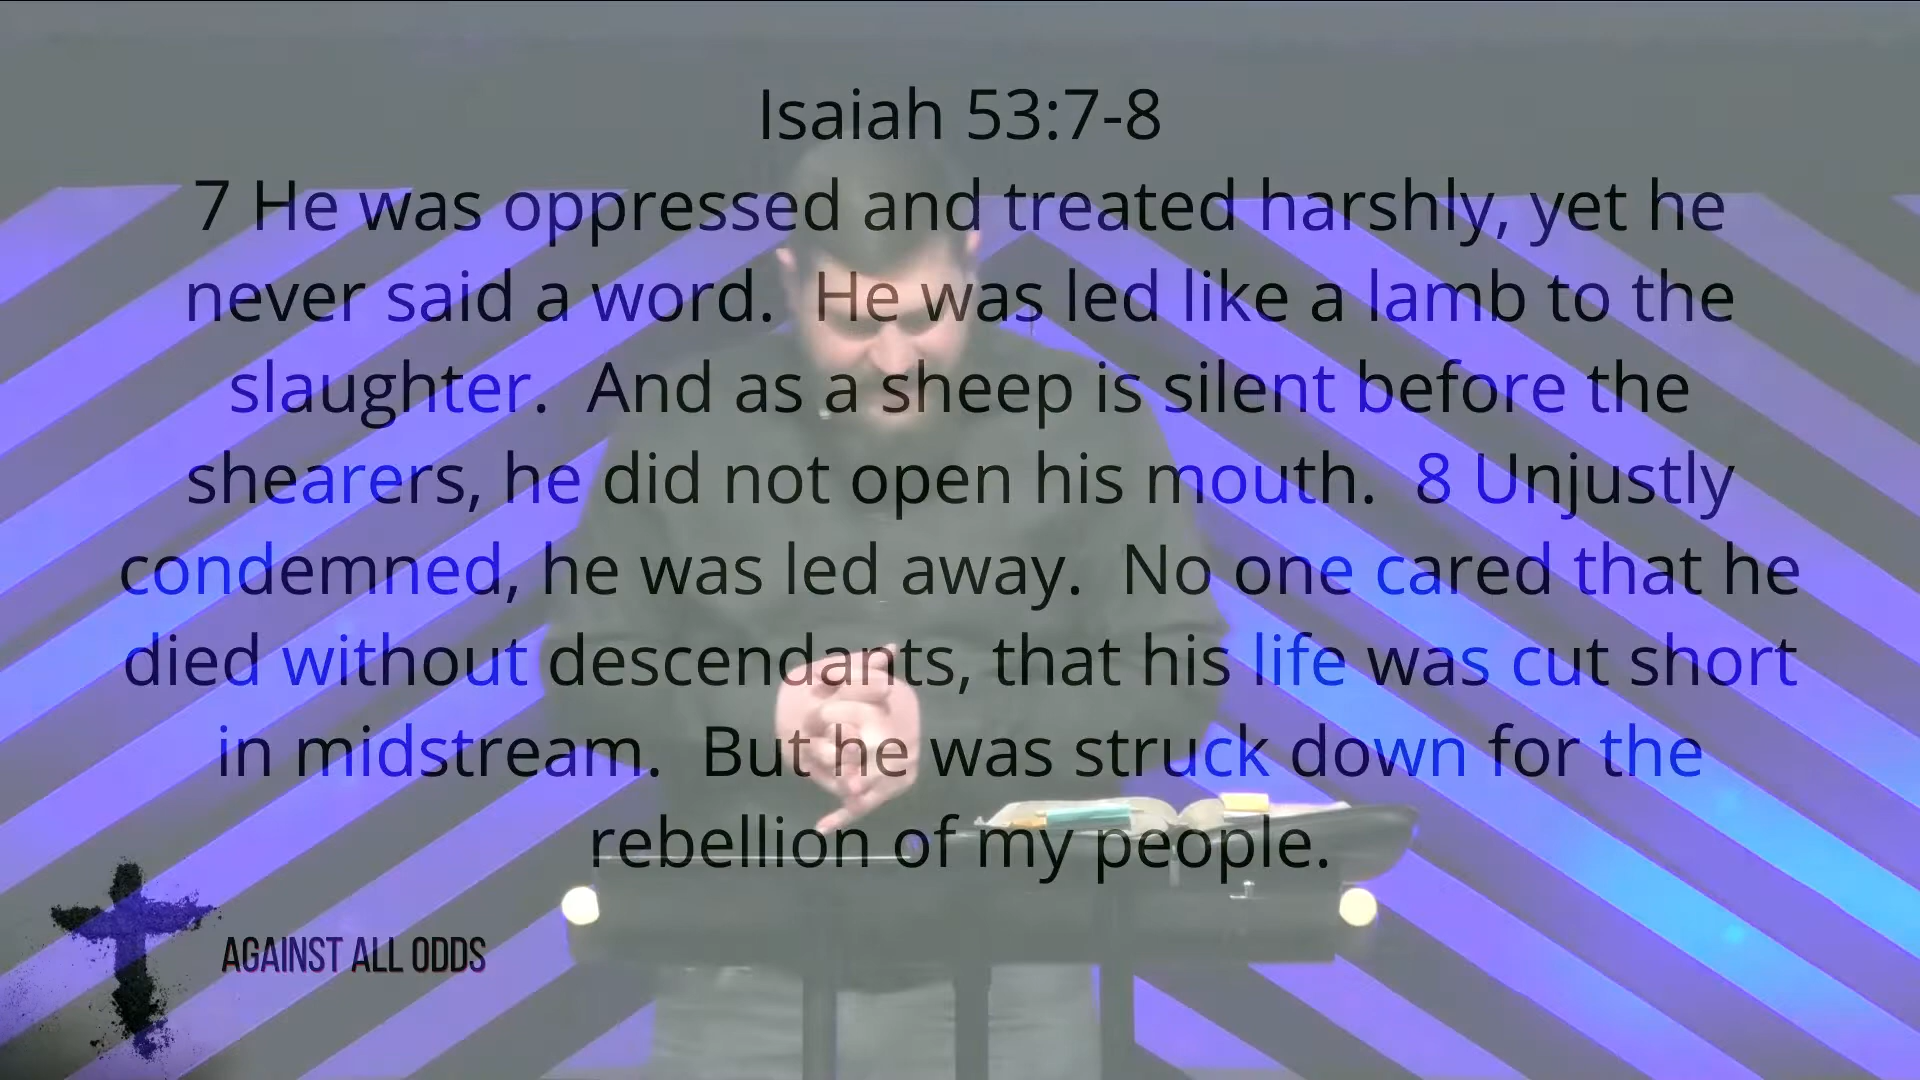 Isaiah 53:7-8
7 He was oppressed and treated harshly, yet he
never said a word.  He was led like a lamb to the
slaughter.  And as a sheep is silent before the
shearers, he did not open his mouth.  8 Unjustly
condemned, he was led away.  No one cared that he
died without descendants, that his life was cut short
in midstream.  But he was struck down for the
rebellion of my people.
AGAINST ALL ODDS